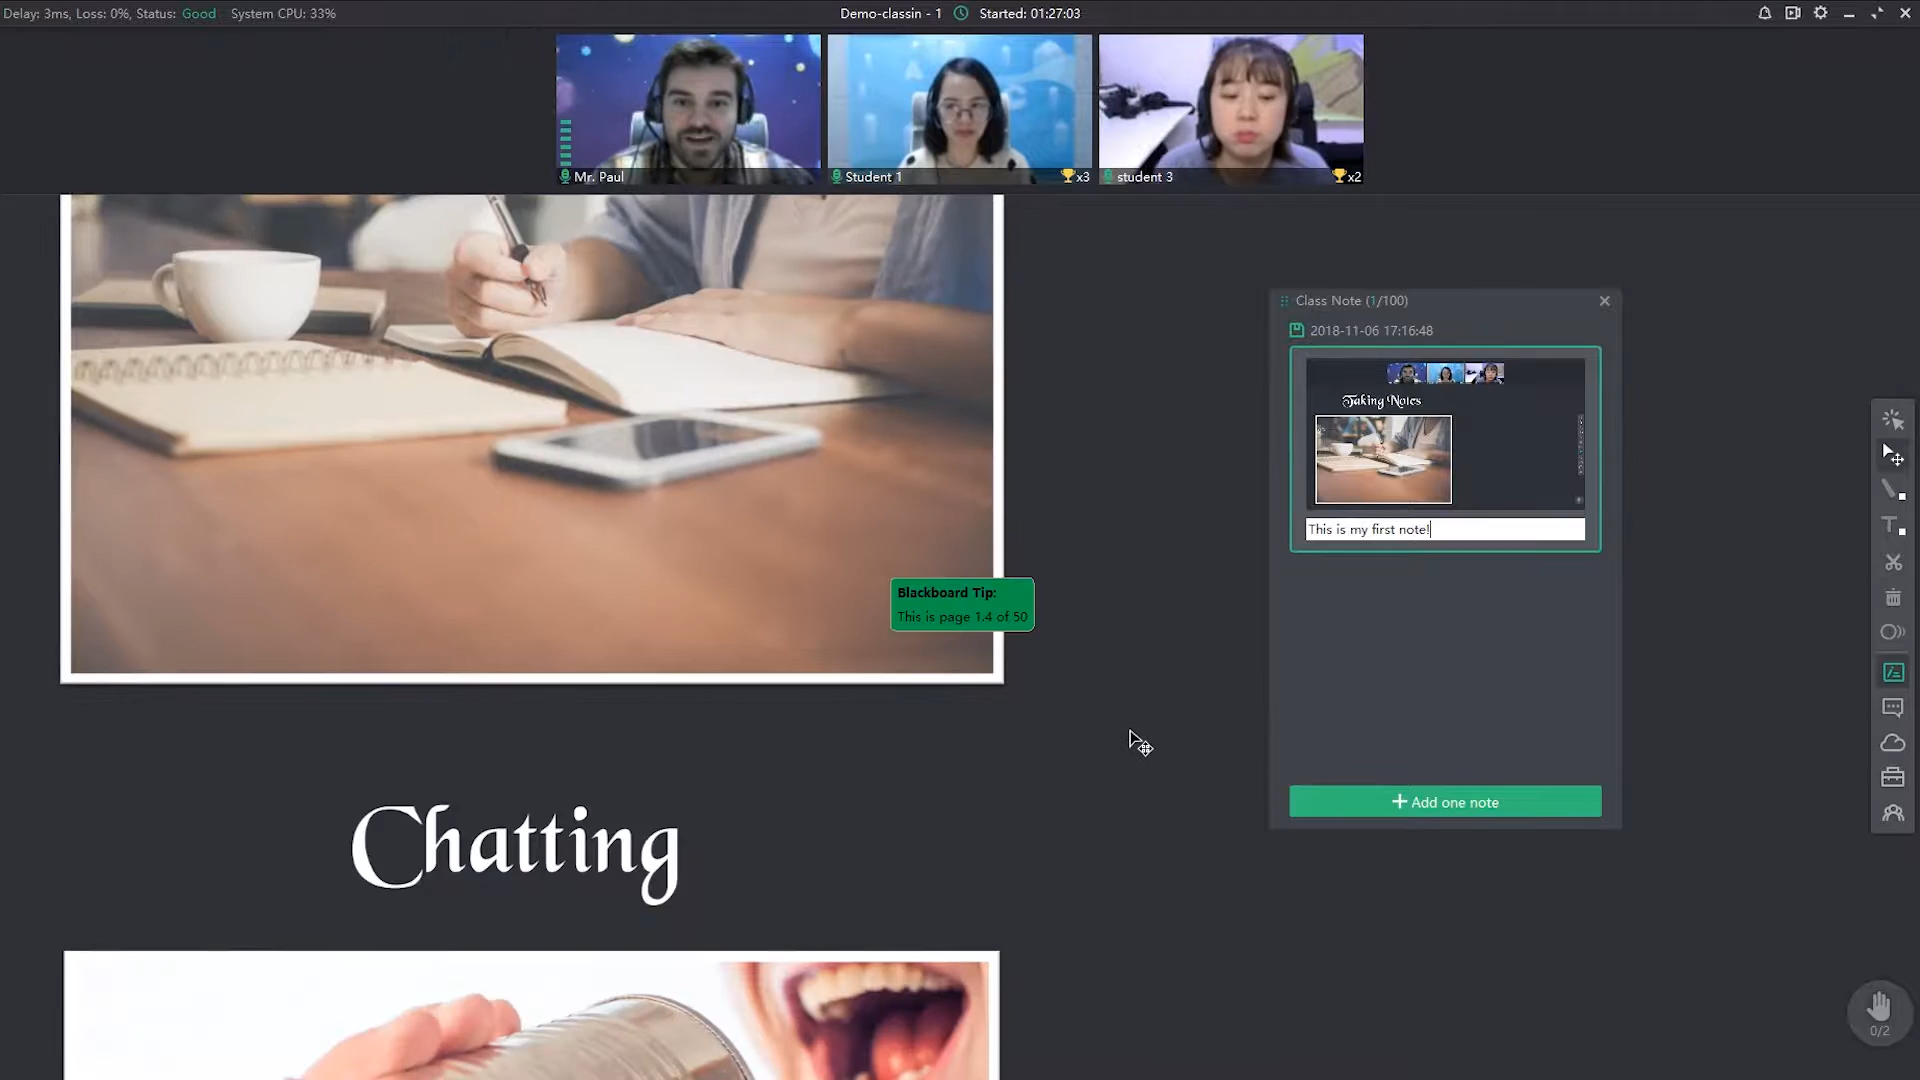 Delay: 3ms, Loss: 0%, Status: Good System CPU: 33%
Demo-classin - 1 Started: 01:27:03
Mr. Paul
Student 1
x3
student 3
x2
Class Note (1/100)
2018-11-06 17:16:48
Taking Notes
This is my first note!
Blackboard Tip:
This is page 1.4 of 50
Add one note
Chatting
0/2